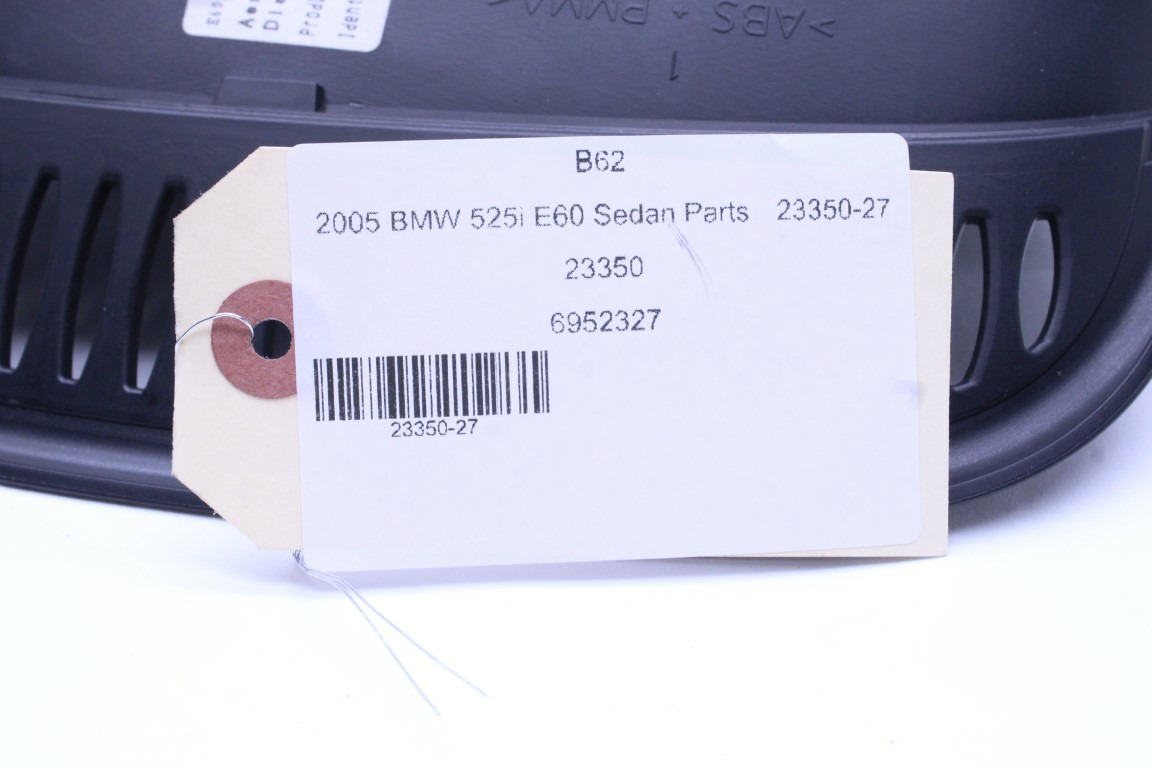 >ABS + PMMA<
1
B62
2005 BMW 525i E60 Sedan Parts 23350-27
23350
6952327
23350-27